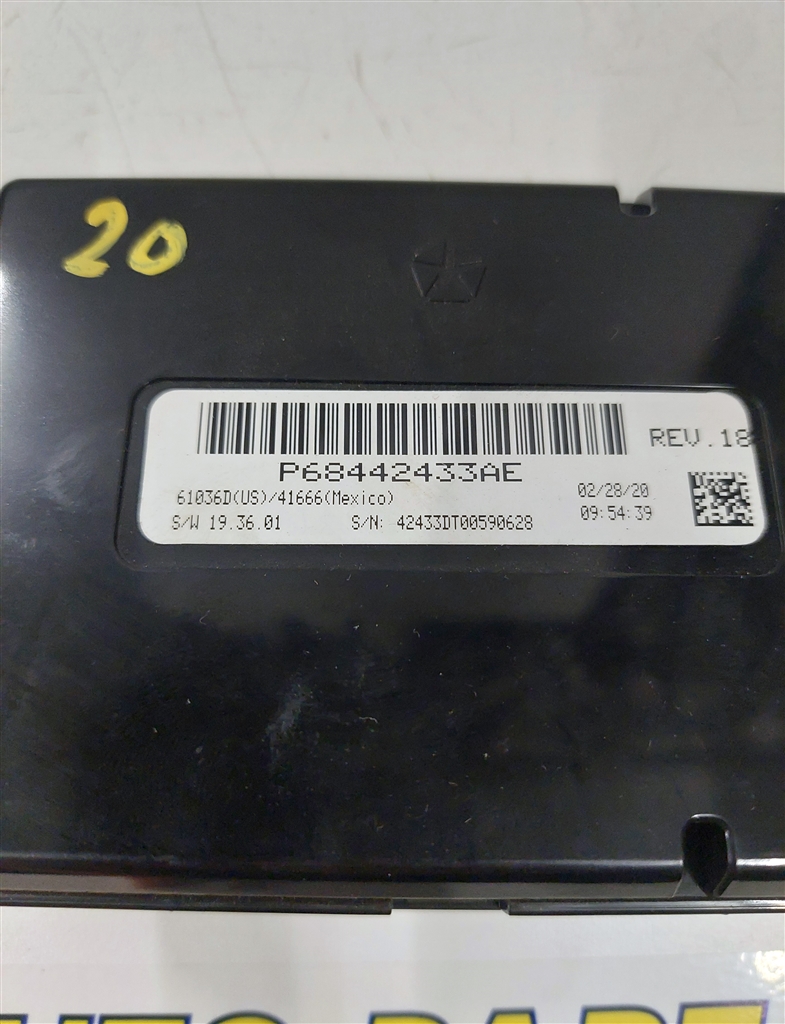 20
REV.18
P68442433AE
61036D(US)/41666(Mexico)
02/28/20
S/W 19.36.01
S/N: 42433DT00590628
09:54:39